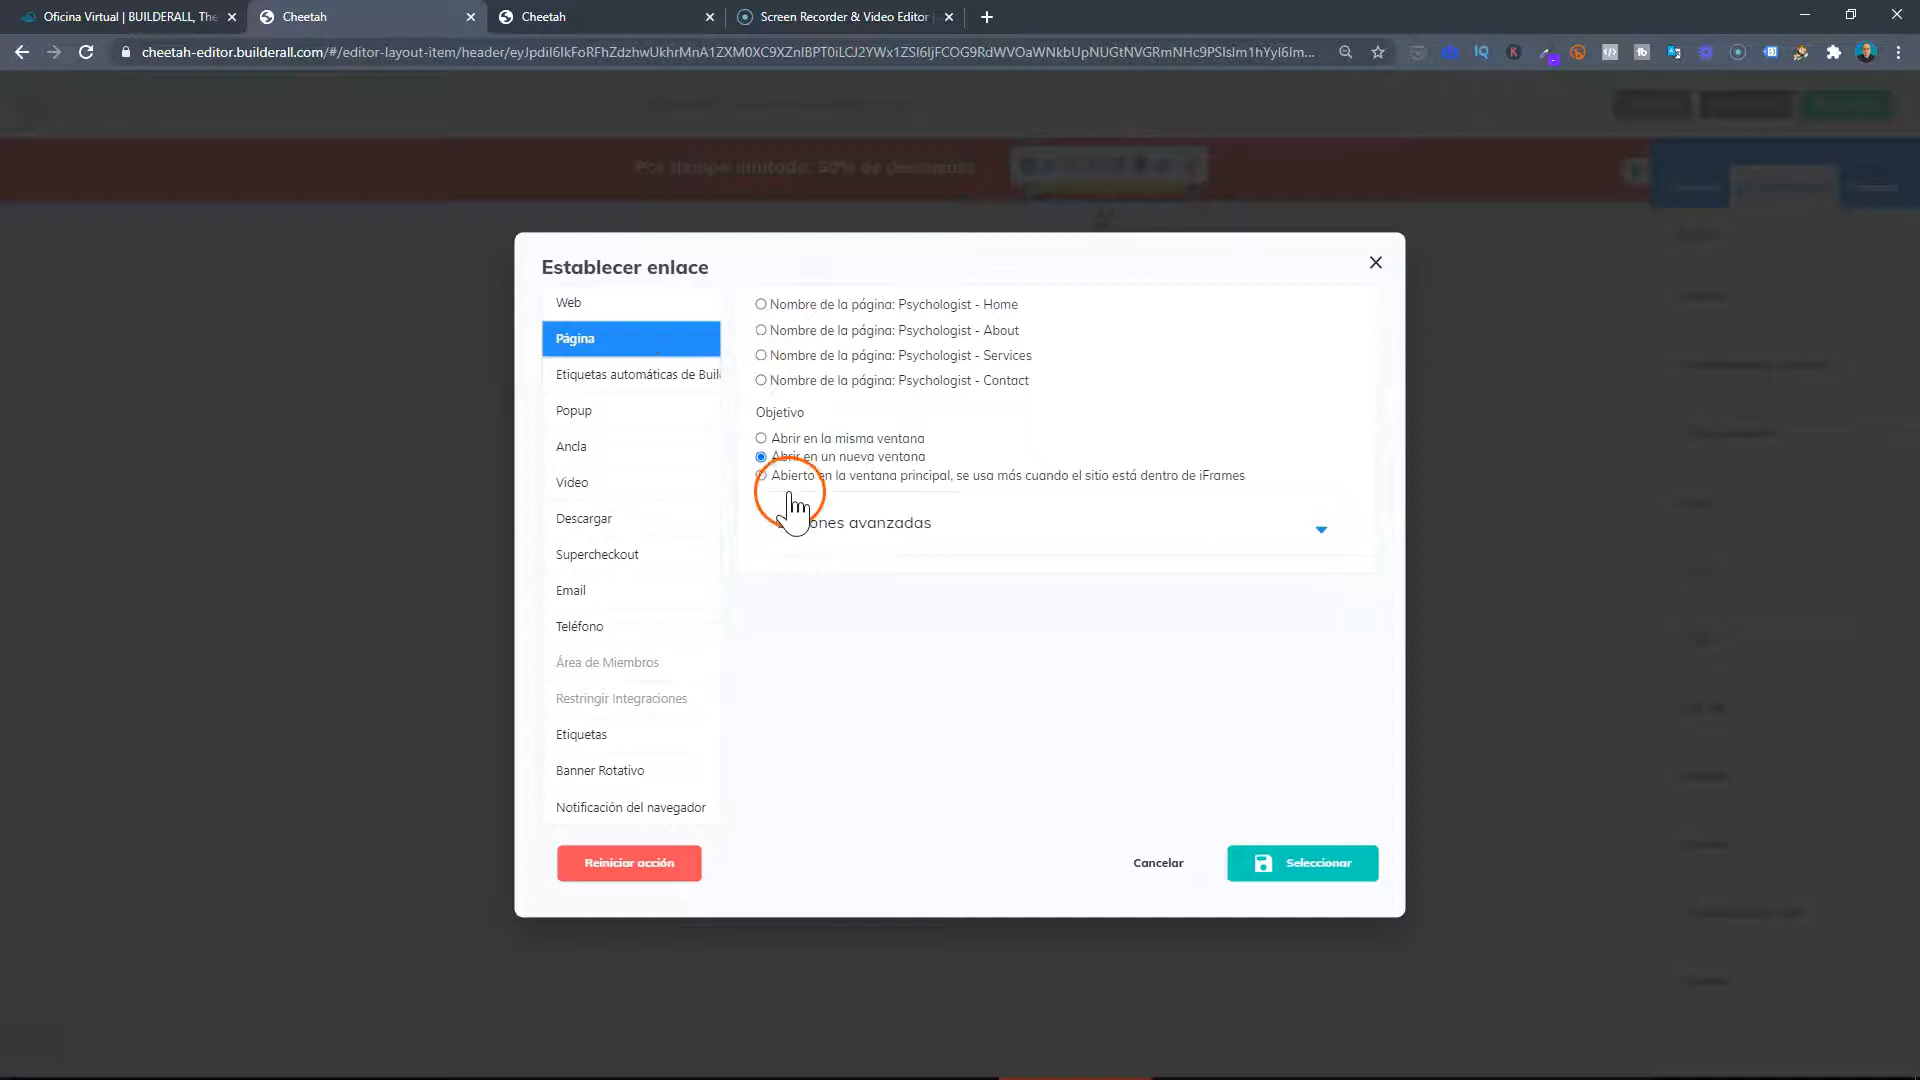 Oficina Virtual | BUILDERALL, The
Cheetah
Cheetah
Screen Recorder & Video Editor
cheetah-editor.builderall.com/#/editor-layout-item/header/
Por tiempo limitado: 50% de descuento
Establecer enlace
Web
Página
Etiquetas automáticas de Buil
Popup
Ancla
Video
Descargar
Supercheckout
Email
Teléfono
Área de Miembros
Restringir Integraciones
Etiquetas
Banner Rotativo
Notificación del navegador
Nombre de la página: Psychologist - Home
Nombre de la página: Psychologist - About
Nombre de la página: Psychologist - Services
Nombre de la página: Psychologist - Contact
Objetivo
Abrir en la misma ventana
Abrir en un nueva ventana
Abierto en la ventana principal, se usa más cuando el sitio está dentro de iFrames
ones avanzadas
Reiniciar acción
Cancelar
Seleccionar